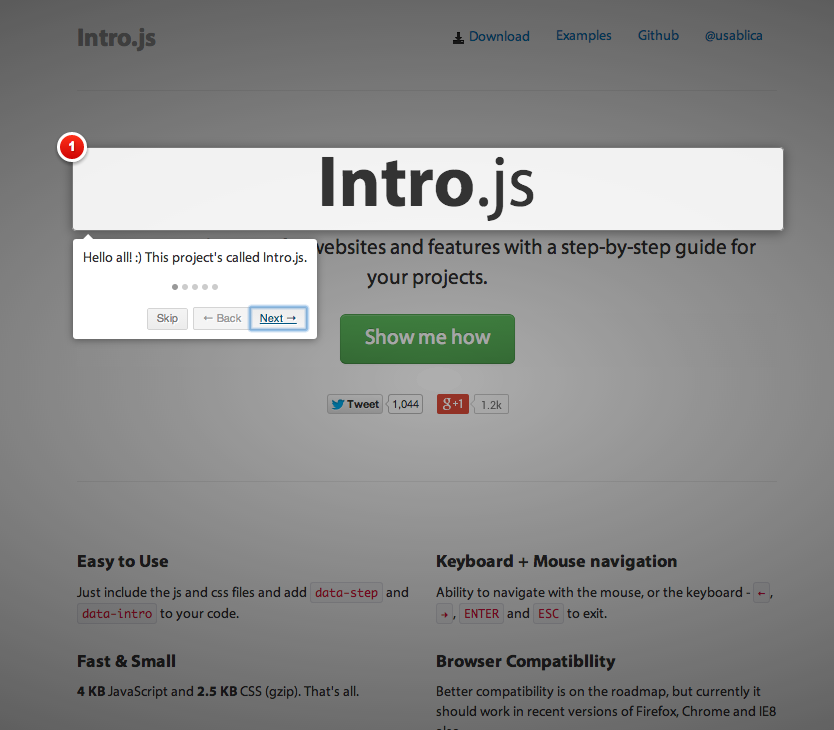 Intro.js
Download Examples Github @usablica
1
Intro.js
websites and features with a step-by-step guide for
your projects.
Hello all! :) This project's called Intro.js.
Skip ← Back Next →
Show me how
Tweet 1,044 g+1 1.2k
Easy to Use
Just include the js and css files and add data-step and
data-intro to your code.
Keyboard + Mouse navigation
Ability to navigate with the mouse, or the keyboard - ←,
→, ENTER and ESC to exit.
Fast & Small
4 KB JavaScript and 2.5 KB CSS (gzip). That's all.
Browser Compatibility
Better compatibility is on the roadmap, but currently it
should work in recent versions of Firefox, Chrome and IE8